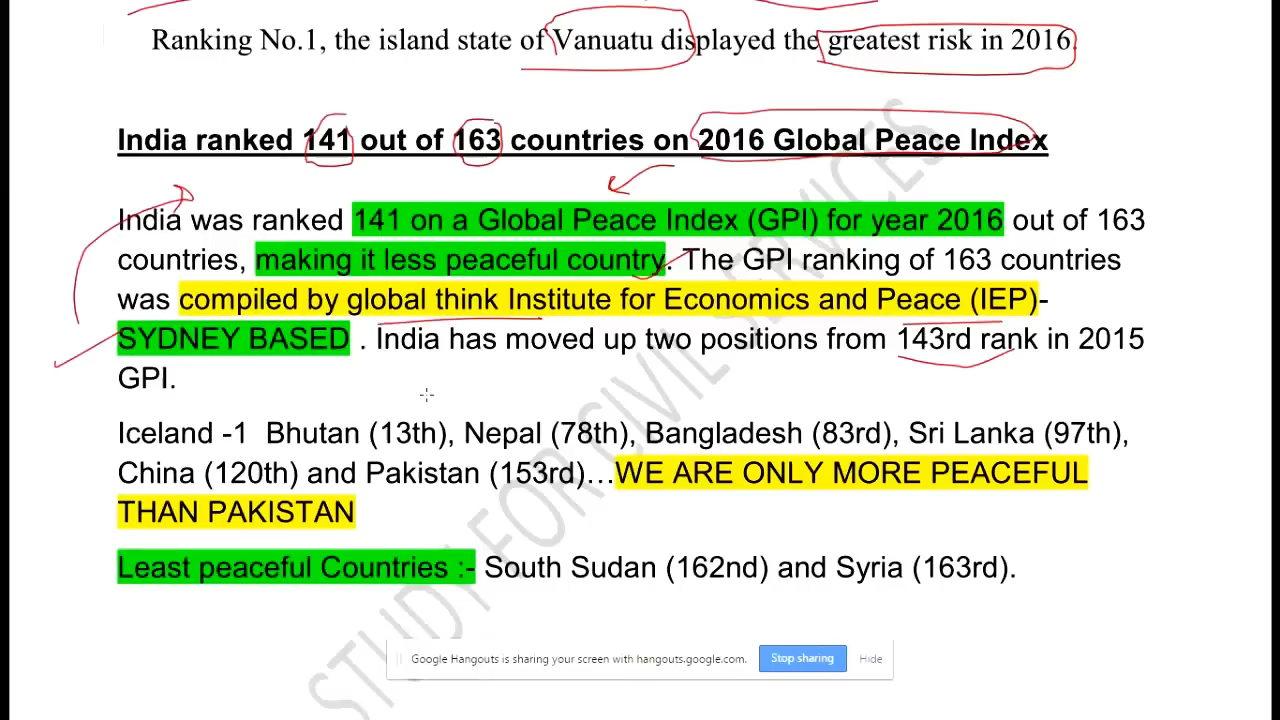 Ranking No.1, the island state of Vanuatu displayed the greatest risk in 2016.
India ranked 141 out of 163 countries on 2016 Global Peace Index
India was ranked 141 on a Global Peace Index (GPI) for year 2016 out of 163
countries, making it less peaceful country. The GPI ranking of 163 countries
was compiled by global think Institute for Economics and Peace (IEP)-
SYDNEY BASED . India has moved up two positions from 143rd rank in 2015
GPI.
Iceland -1 Bhutan (13th), Nepal (78th), Bangladesh (83rd), Sri Lanka (97th),
China (120th) and Pakistan (153rd)…WE ARE ONLY MORE PEACEFUL
THAN PAKISTAN
Least peaceful Countries :- South Sudan (162nd) and Syria (163rd).
STUDY FOR CIVIL SERVICES
Google Hangouts is sharing your screen with hangouts.google.com. Stop sharing Hide